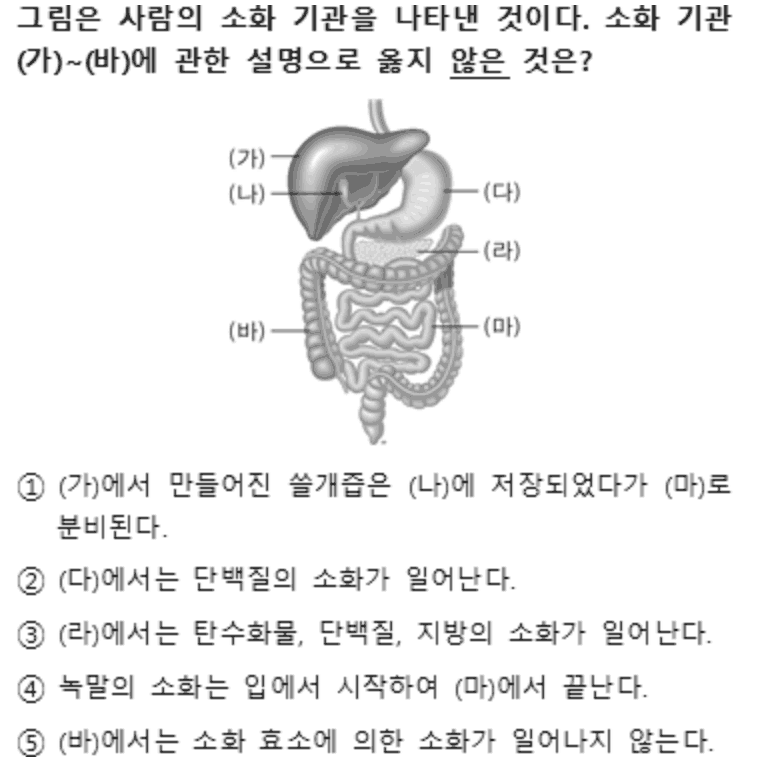 그림은 사람의 소화 기관을 나타낸 것이다. 소화 기관
(가)~(바)에 관한 설명으로 옳지 않은 것은?
(가)
(나)
(다)
(라)
(바)
(마)
① (가)에서 만들어진 쓸개즙은 (나)에 저장되었다가 (마)로
분비된다.
② (다)에서는 단백질의 소화가 일어난다.
③ (라)에서는 탄수화물, 단백질, 지방의 소화가 일어난다.
④ 녹말의 소화는 입에서 시작하여 (마)에서 끝난다.
⑤ (바)에서는 소화 효소에 의한 소화가 일어나지 않는다.